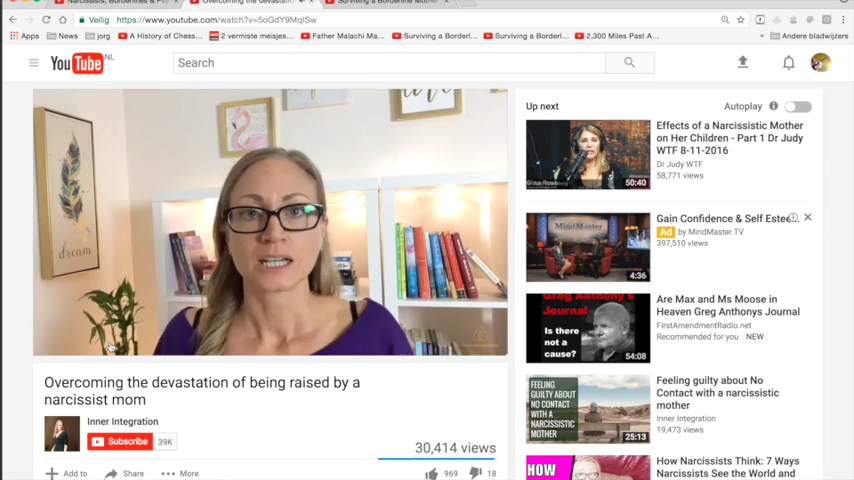 Narcissists, Borderlines & Ps
Overcoming the devastatio
Surviving a Borderline Mothe
Veilig
https://www.youtube.com/watch?v=5oGdY9MqlSw
Apps
News
jorg
A History of Chess...
2 vermiste meisjes...
Father Malachi Ma...
Surviving a Borderl...
Surviving a Borderl...
2,300 Miles Past A...
»
Andere bladwijzers
YouTube NL
Search
dream
Up next
Autoplay
Effects of a Narcissistic Mother
on Her Children - Part 1 Dr Judy
WTF 8-11-2016
Dr Judy WTF
58,771 views
50:40
MindMaster
4:36
Gain Confidence & Self Estee...
Ad by MindMaster.TV
397,510 views
Greg Anthony's
Journal
Is there
not a
cause?
54:08
Are Max and Ms Moose in
Heaven Greg Anthonys Journal
FirstAmendmentRadio.net
Recommended for you NEW
FEELING
GUILTY ABOUT
NO CONTACT
WITH A
NARCISSISTIC
MOTHER
25:13
Feeling guilty about No
Contact with a narcissistic
mother
Inner Integration
19,473 views
HOW
How Narcissists Think: 7 Ways
Narcissists See the World and
Overcoming the devastation of being raised by a
narcissist mom
Inner Integration
Subscribe 39K
30,414 views
Add to
Share
More
969
18